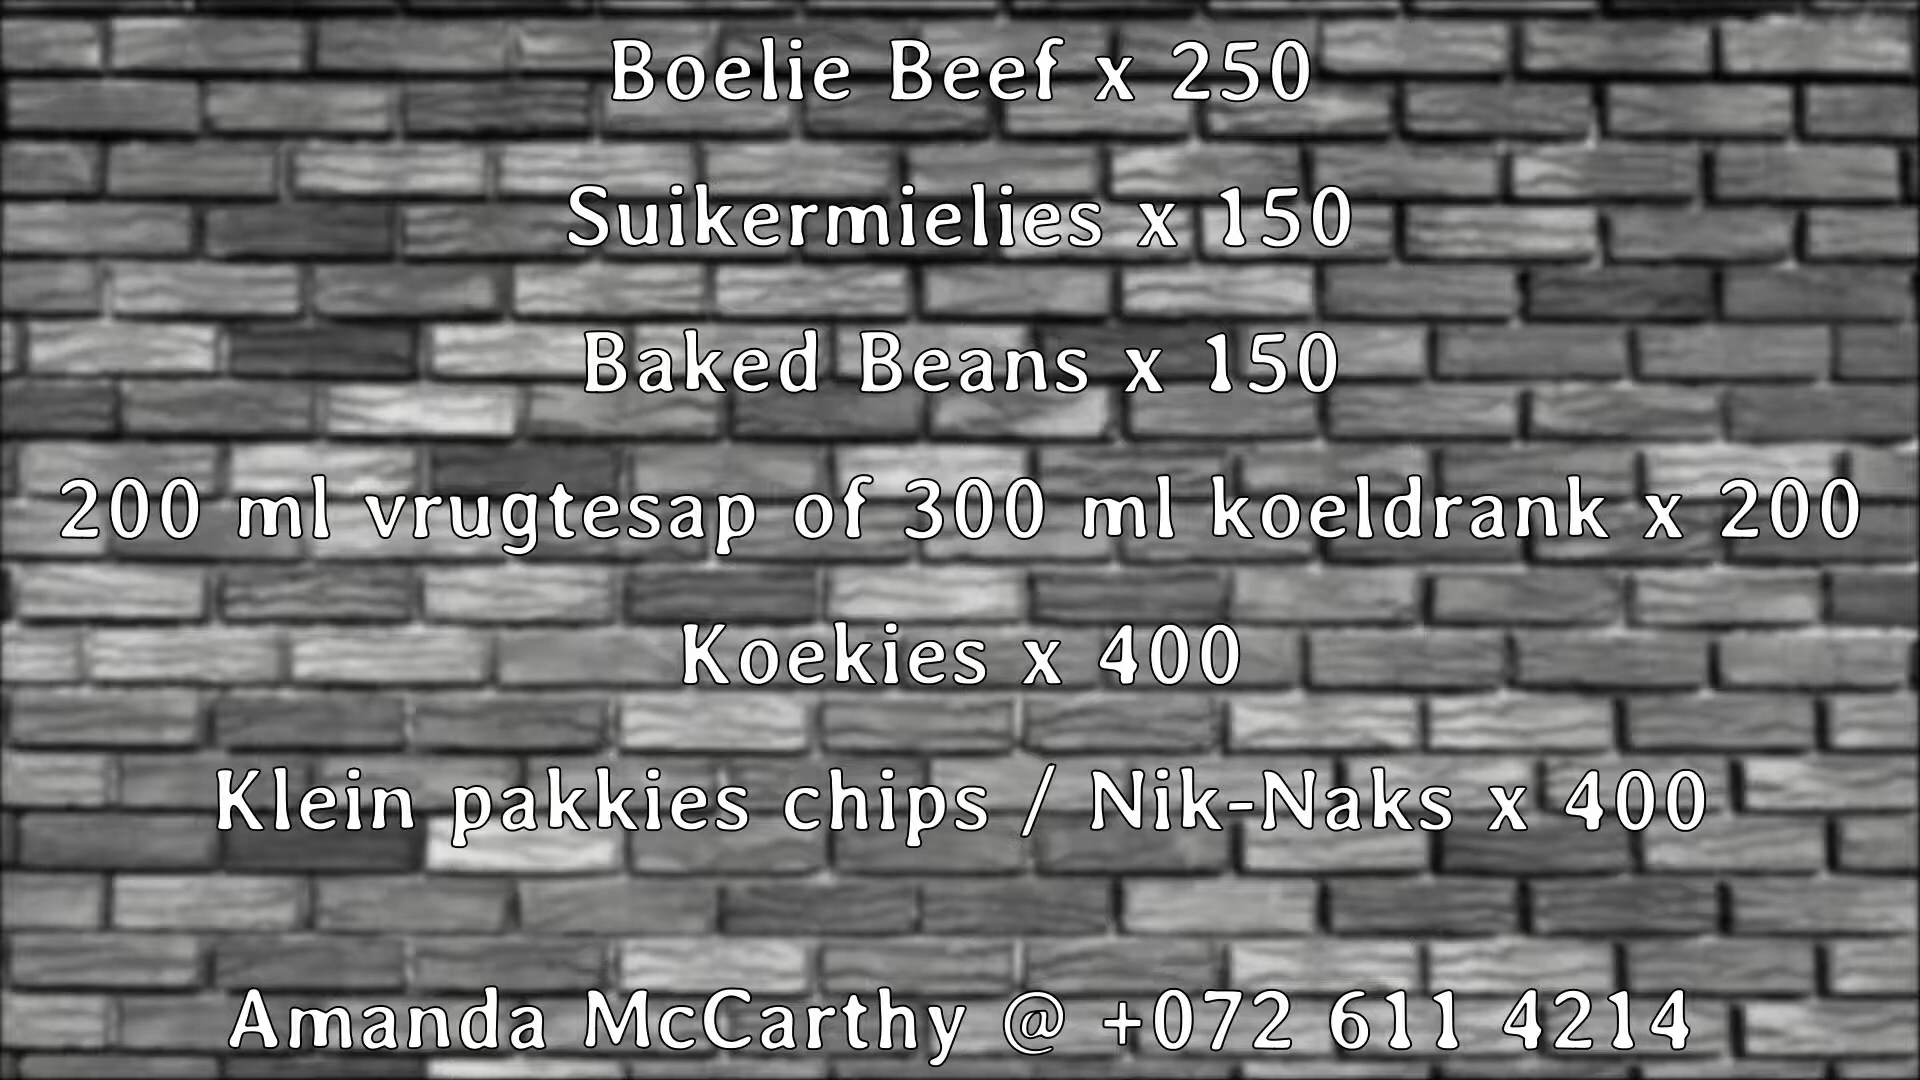 Boelie Beef x 250
Suikermielies x 150
Baked Beans x 150
200 ml vrugtesap of 300 ml koeldrank x 200
Koekies x 400
Klein pakkies chips / Nik-Naks x 400
Amanda McCarthy @ +072 611 4214